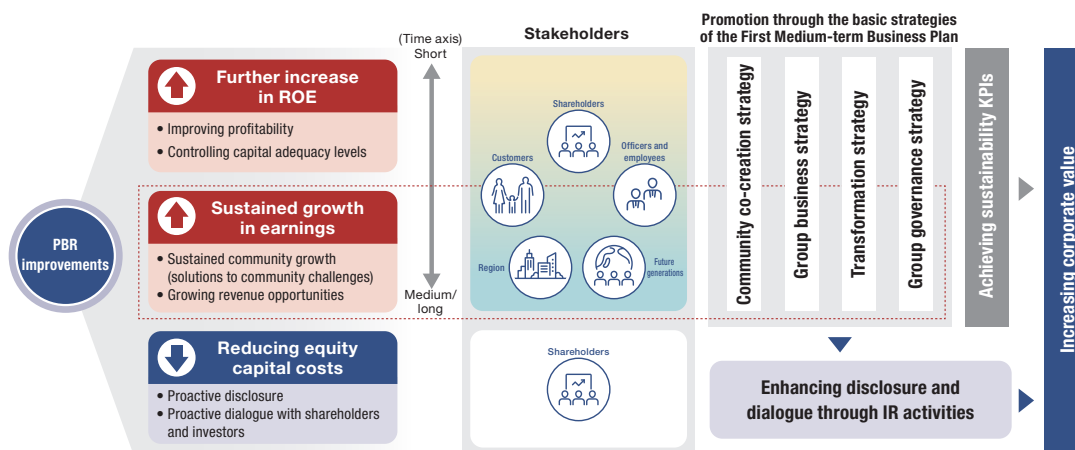 PBR
improvements
Further increase
in ROE
• Improving profitability
• Controlling capital adequacy levels
Sustained growth
in earnings
• Sustained community growth
(solutions to community challenges)
• Growing revenue opportunities
Reducing equity
capital costs
• Proactive disclosure
• Proactive dialogue with shareholders
and investors
(Time axis)
Short
Medium/
long
Stakeholders
Shareholders
Customers
Officers and
employees
Region
Future
generations
Shareholders
Promotion through the basic strategies
of the First Medium-term Business Plan
Community co-creation strategy
Group business strategy
Transformation strategy
Group governance strategy
Enhancing disclosure and
dialogue through IR activities
Achieving sustainability KPIs
Increasing corporate value